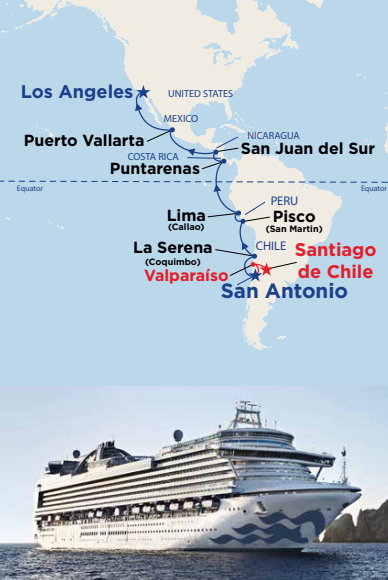 Los Angeles
UNITED STATES
MEXICO
Puerto Vallarta
NICARAGUA
San Juan del Sur
COSTA RICA
Puntarenas
Equator
Equator
PERU
Lima
(Callao)
Pisco
(San Martin)
La Serena
(Coquimbo)
CHILE
Santiago
de Chile
Valparaíso
San Antonio